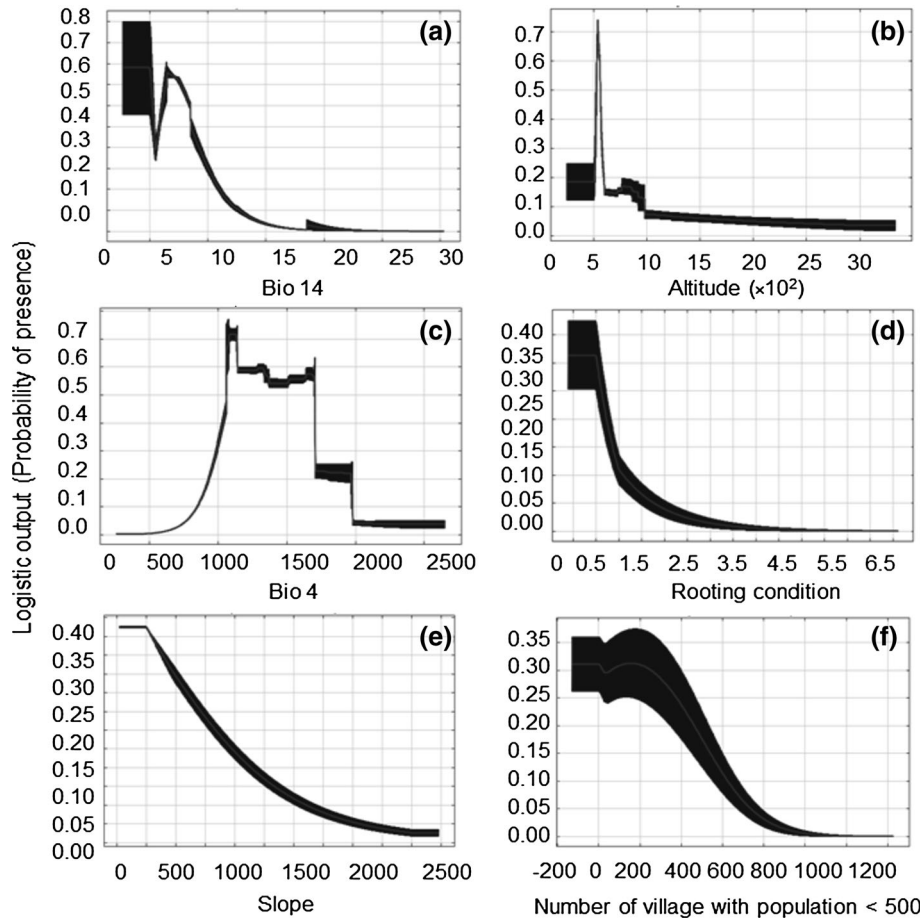 Logistic output (Probability of presence)
(a)
0.8
0.7
0.6
0.5
0.4
0.3
0.2
0.1
0.0
0 5 10 15 20 25 30
Bio 14
(b)
0.7
0.6
0.5
0.4
0.3
0.2
0.1
0.0
0 5 10 15 20 25 30
Altitude (×10²)
(c)
0.7
0.6
0.5
0.4
0.3
0.2
0.1
0.0
0 500 1000 1500 2000 2500
Bio 4
(d)
0.40
0.35
0.30
0.25
0.20
0.15
0.10
0.05
0.00
0 0.5 1.5 2.5 3.5 4.5 5.5 6.5
Rooting condition
(e)
0.40
0.35
0.30
0.25
0.20
0.15
0.10
0.05
0.00
0 500 1000 1500 2000 2500
Slope
(f)
0.35
0.30
0.25
0.20
0.15
0.10
0.05
0.00
-200 0 200 400 600 800 1000 1200
Number of village with population < 500